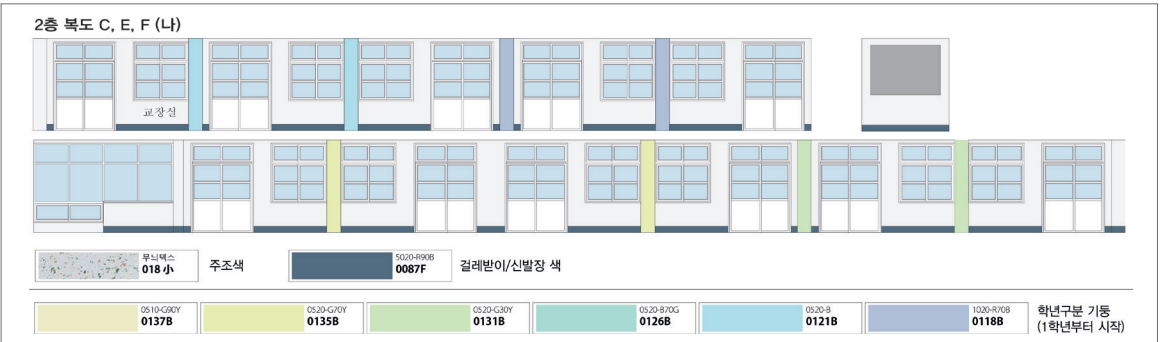 2층 복도 C, E, F (나)
교장실
무늬텍스
018 小
주조색
5020-R90B
0087F
걸레받이/신발장 색
0510-G90Y
0137B
0520-G70Y
0135B
0520-G30Y
0131B
0520-B70G
0126B
0520-B
0121B
1020-R70B
0118B
학년구분 기둥
(1학년부터 시작)